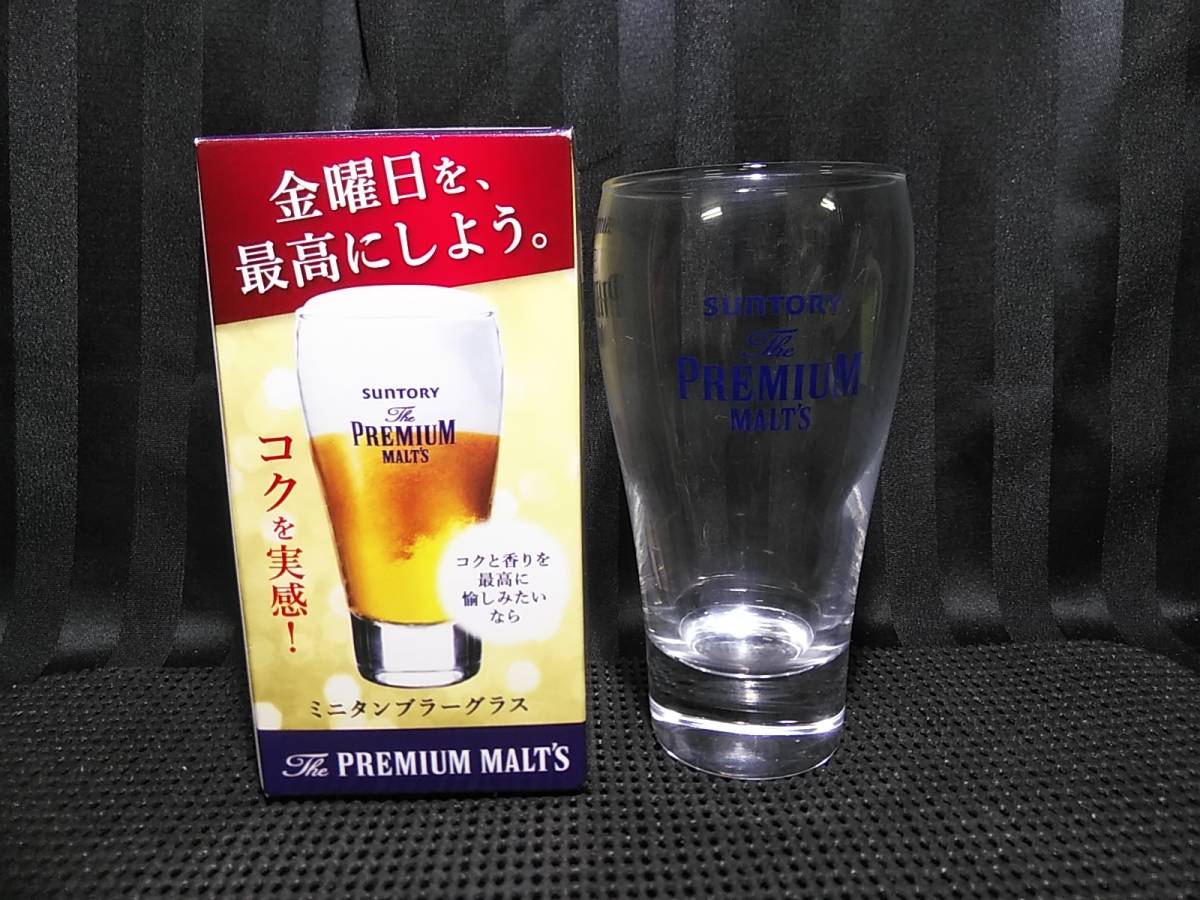 金曜日を、
最高にしよう。
SUNTORY
The
PREMIUM
MALT'S
コクを実感!
コクと香りを
最高に
愉しみたい
なら
ミニタンブラーグラス
The PREMIUM MALT'S
SUNTORY
The
PREMIUM
MALT'S